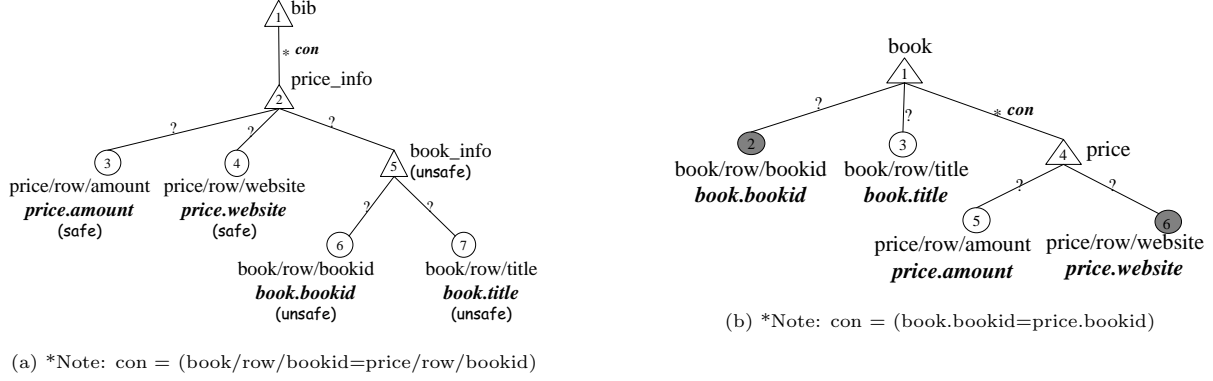 1 bib
* con
price_info
2
? ? ?
3 4 5 book_info
(unsafe)
price/row/amount price/row/website
price.amount price.website
(safe) (safe)
? ?
6 7
book/row/bookid book/row/title
book.bookid book.title
(unsafe) (unsafe)
(a) *Note: con = (book/row/bookid=price/row/bookid)
book
1
? ? * con
2 3 4 price
book/row/bookid book/row/title
book.bookid book.title
? ?
5 6
price/row/amount price/row/website
price.amount price.website
(b) *Note: con = (book.bookid=price.bookid)